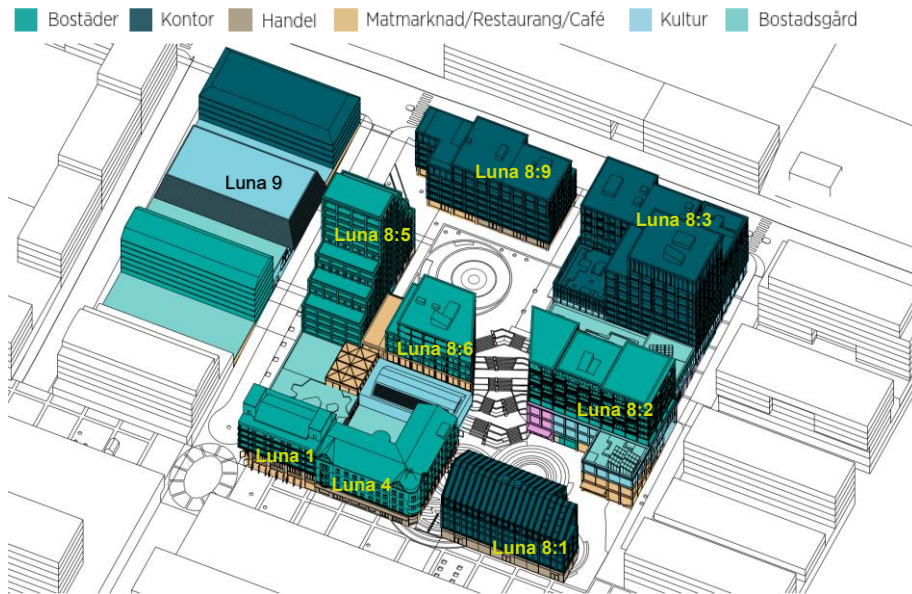 Bostäder Kontor Handel Matmarknad/Restaurang/Café Kultur Bostadsgård
Luna 8:9
Luna 9
Luna 8:3
Luna 8:5
Luna 8:6
Luna 8:2
Luna 1
Luna 4
Luna 8:1